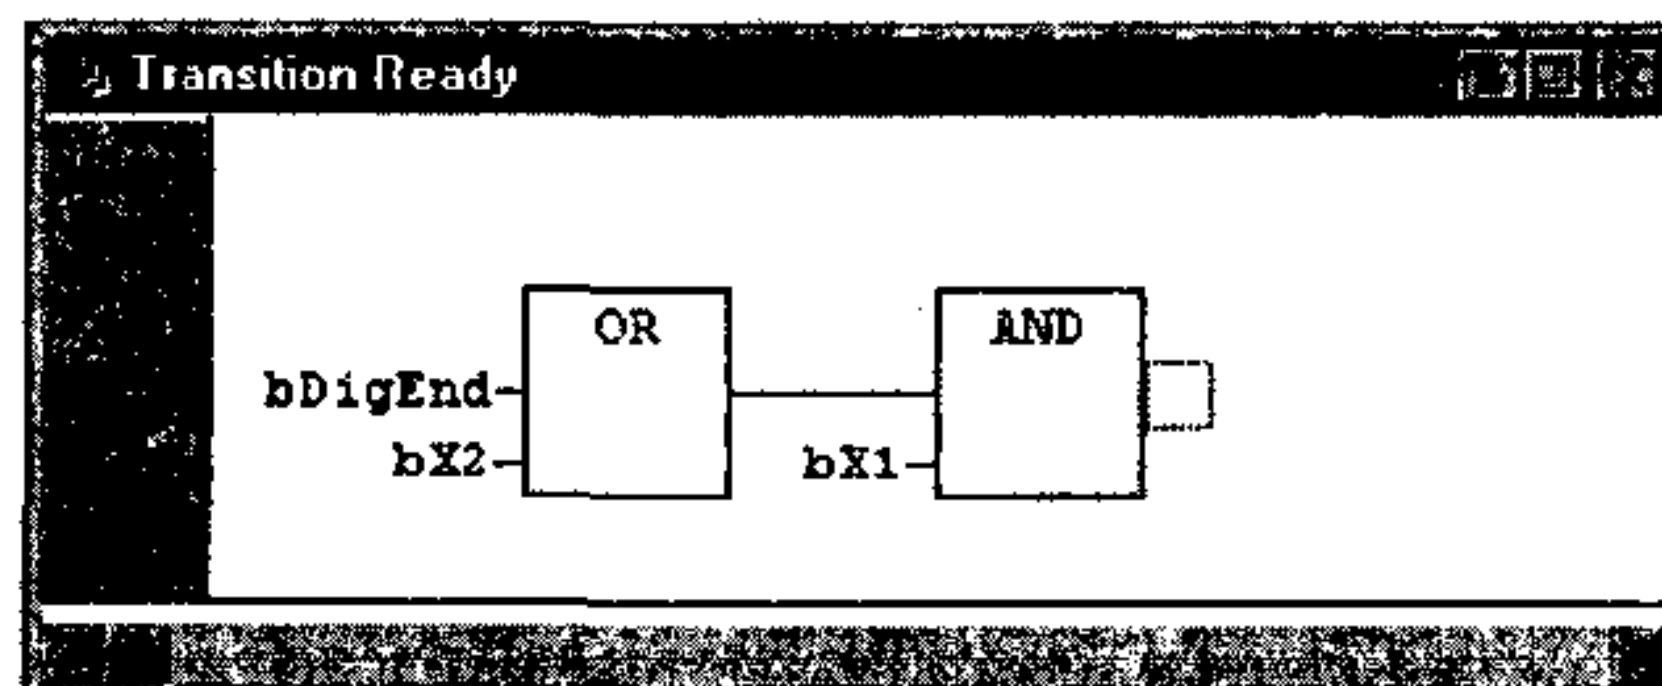 Transition Ready
OR
AND
bDigEnd
bX2
bX1